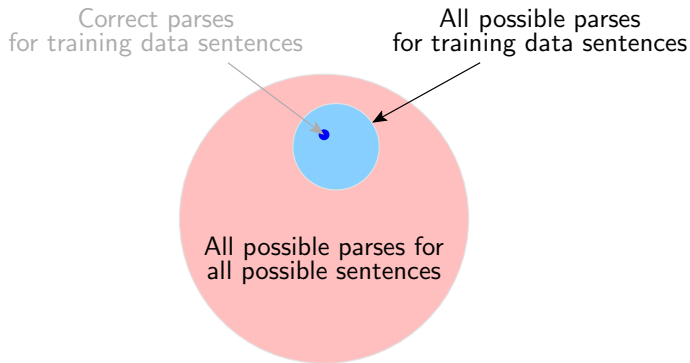 Correct parses
for training data sentences
All possible parses
for training data sentences
All possible parses for
all possible sentences